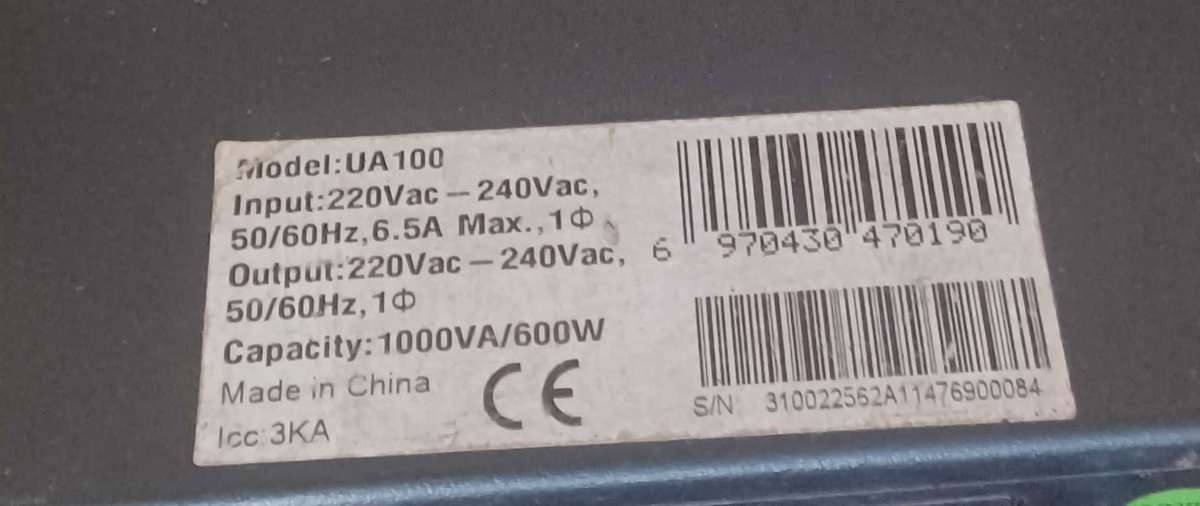 Model:UA100
Input:220Vac – 240Vac,
50/60Hz,6.5A Max.,1Φ
Output:220Vac – 240Vac,
50/60Hz,1Φ
Capacity:1000VA/600W
Made in China
Icc:3KA
CE
6 970430 470190
S/N 310022562A11476900084